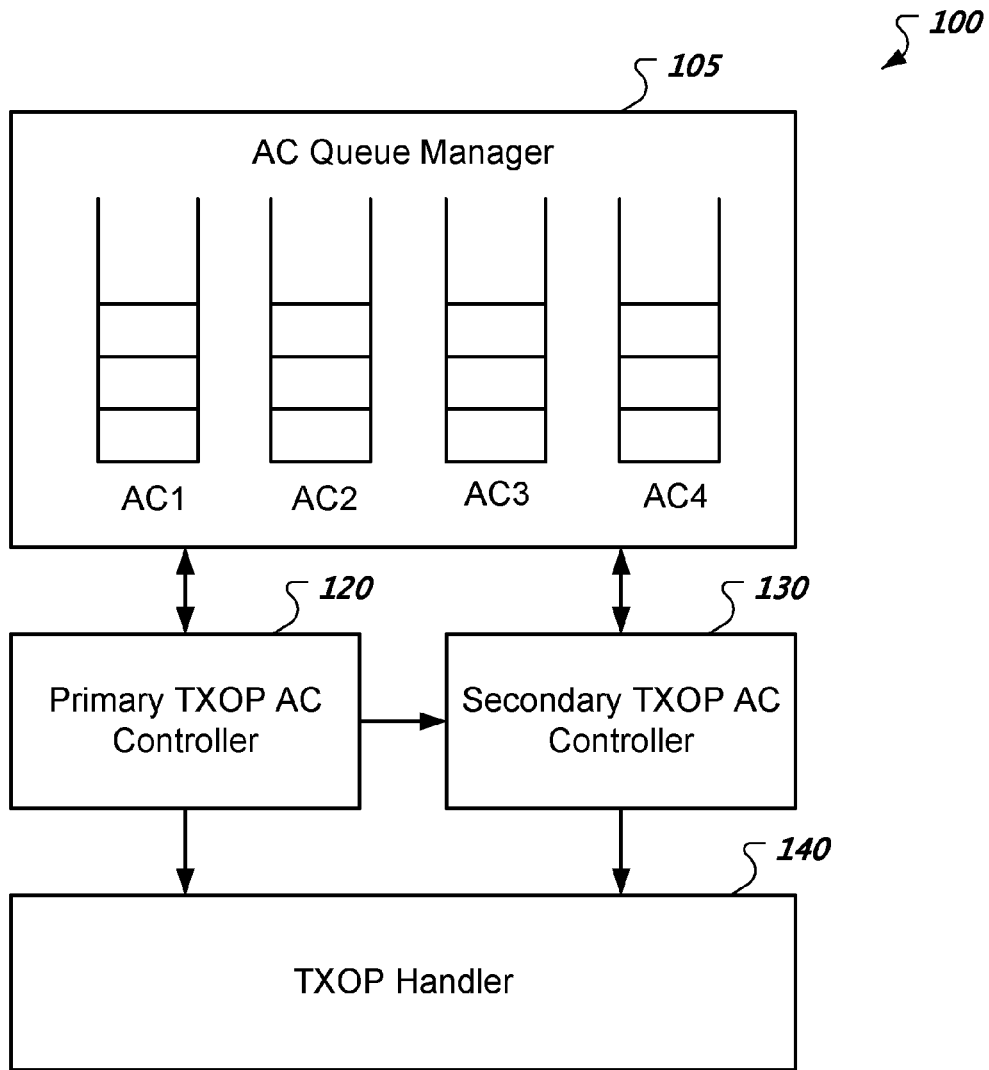 100
105
AC Queue Manager
AC1 AC2 AC3 AC4
120
130
Primary TXOP AC
Controller
Secondary TXOP AC
Controller
140
TXOP Handler